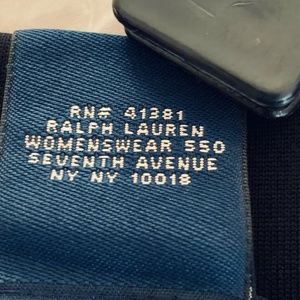 RN# 41381
RALPH LAUREN
WOMENSWEAR 550
SEVENTH AVENUE
NY NY 10018